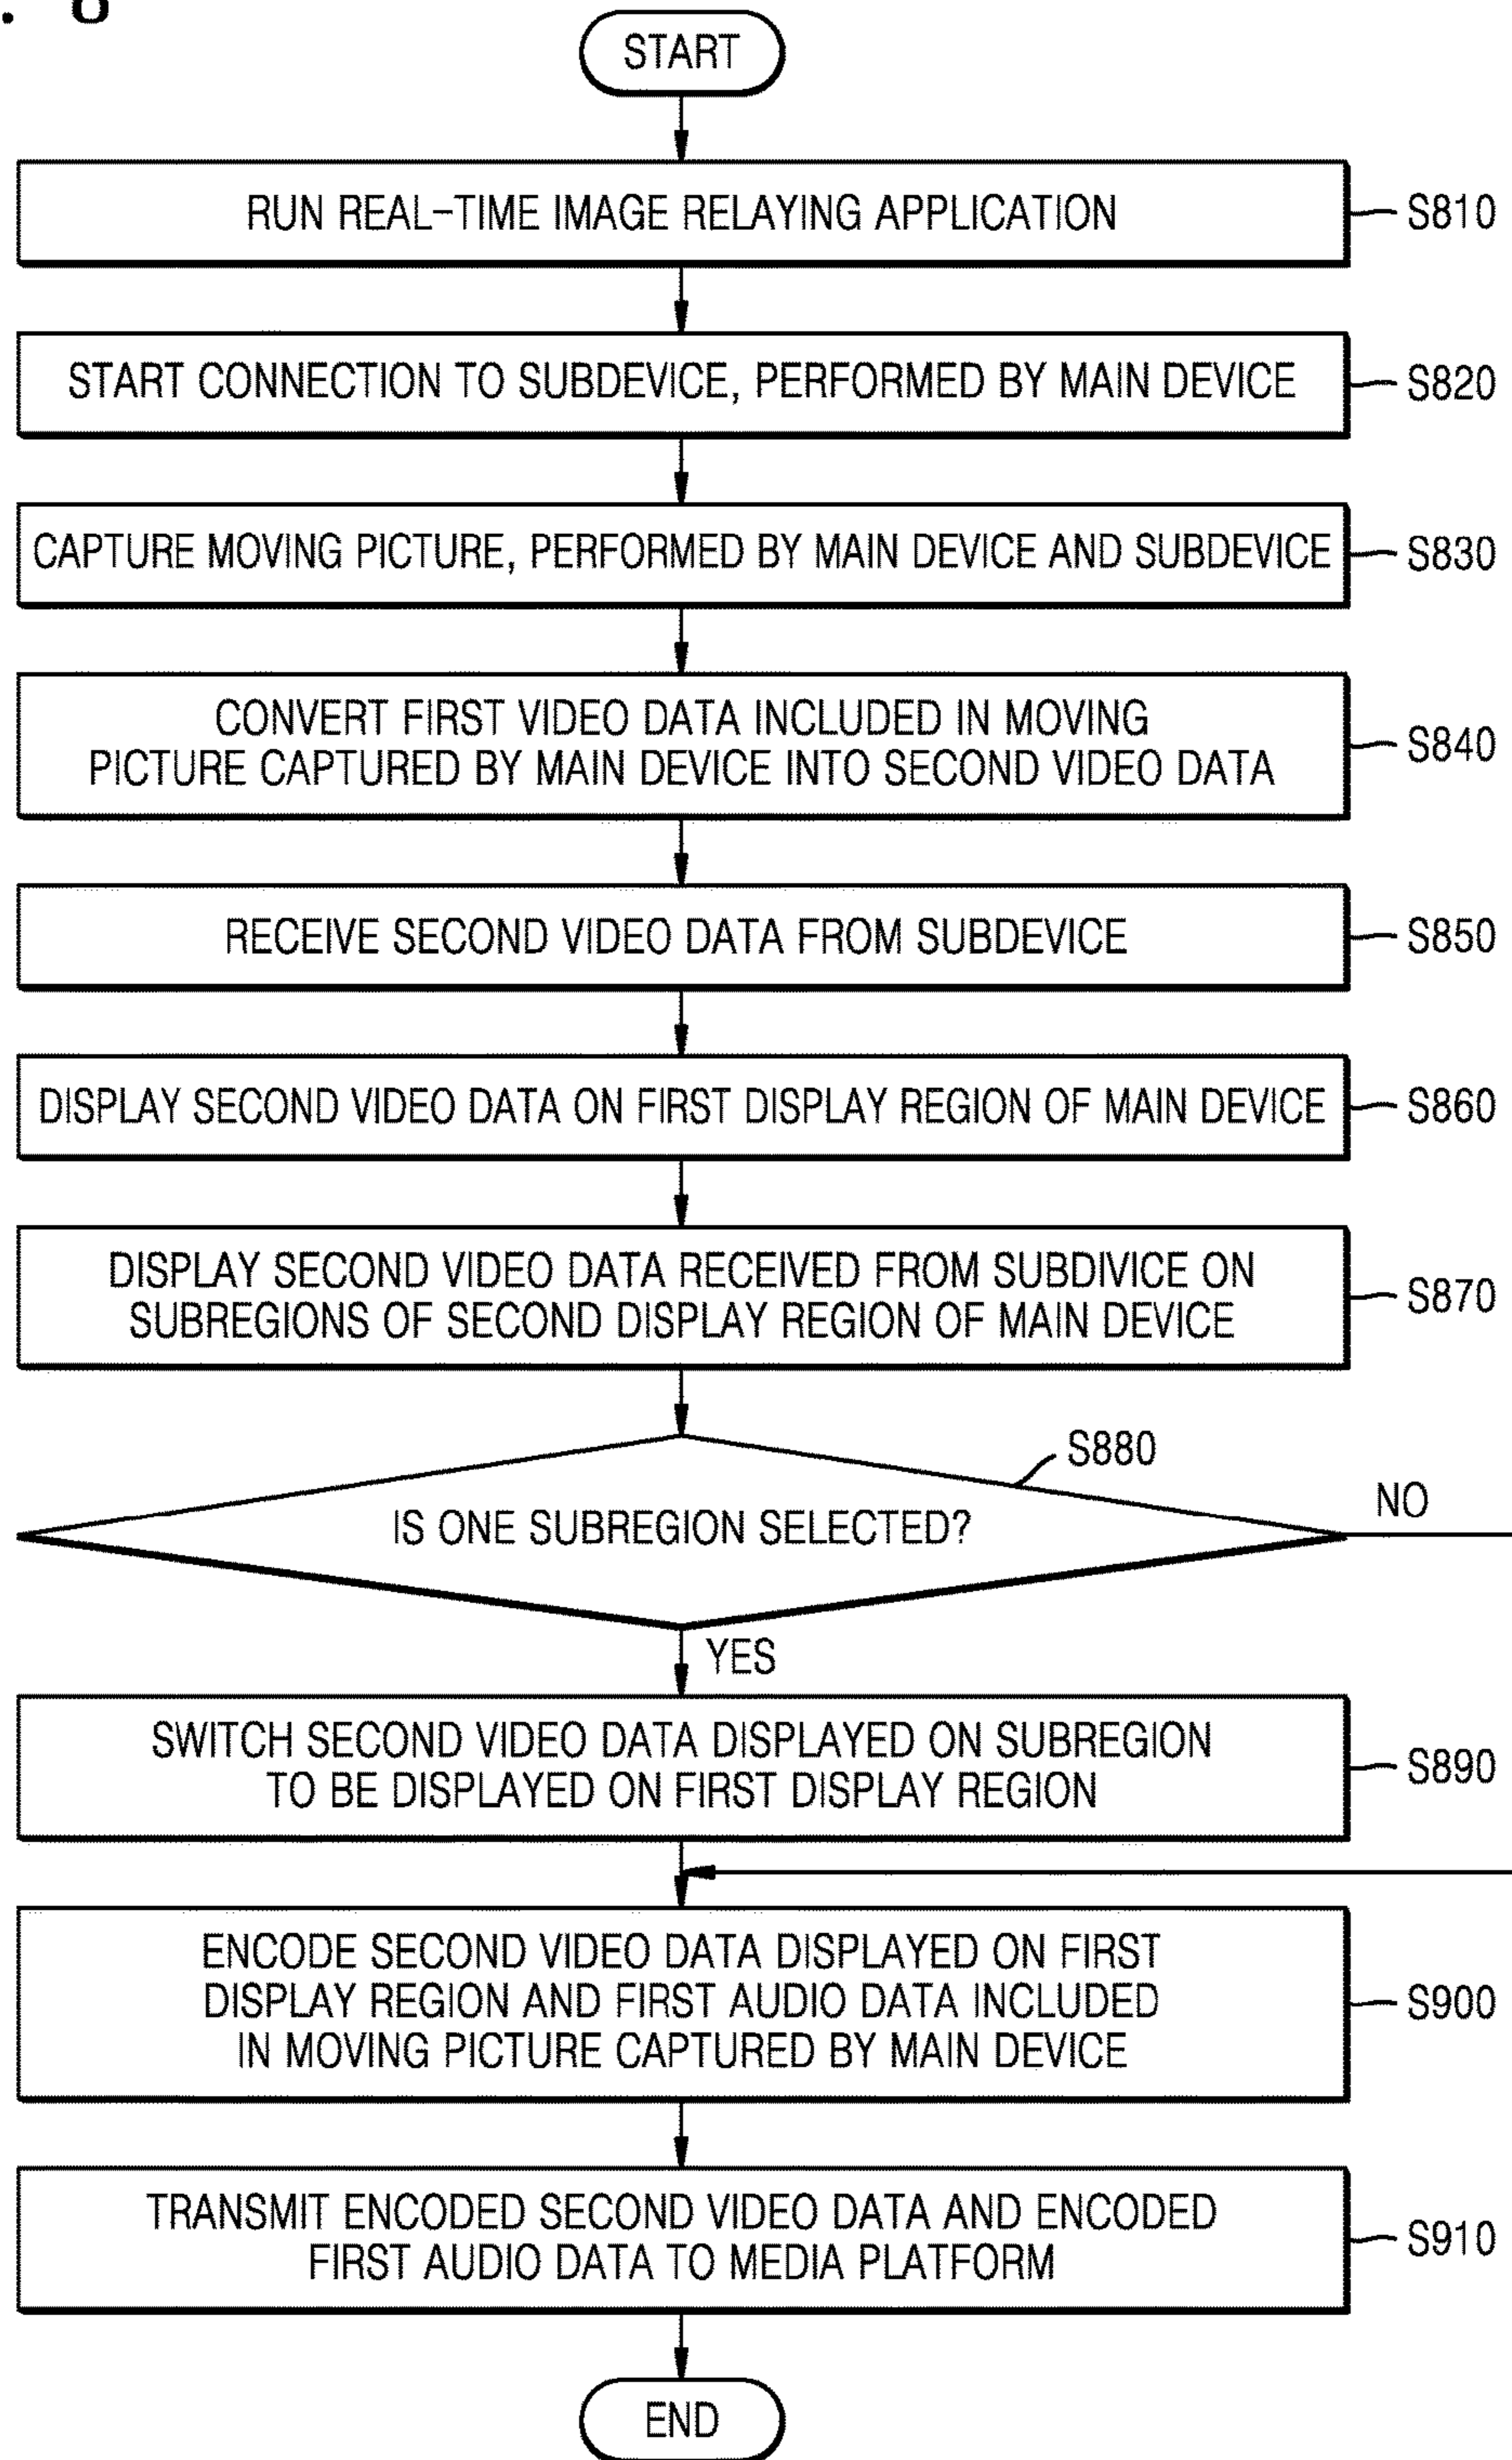 . 8
START
RUN REAL-TIME IMAGE RELAYING APPLICATION
S810
START CONNECTION TO SUBDEVICE, PERFORMED BY MAIN DEVICE
S820
CAPTURE MOVING PICTURE, PERFORMED BY MAIN DEVICE AND SUBDEVICE
S830
CONVERT FIRST VIDEO DATA INCLUDED IN MOVING
PICTURE CAPTURED BY MAIN DEVICE INTO SECOND VIDEO DATA
S840
RECEIVE SECOND VIDEO DATA FROM SUBDEVICE
S850
DISPLAY SECOND VIDEO DATA ON FIRST DISPLAY REGION OF MAIN DEVICE
S860
DISPLAY SECOND VIDEO DATA RECEIVED FROM SUBDIVICE ON
SUBREGIONS OF SECOND DISPLAY REGION OF MAIN DEVICE
S870
S880
IS ONE SUBREGION SELECTED?
NO
YES
SWITCH SECOND VIDEO DATA DISPLAYED ON SUBREGION
TO BE DISPLAYED ON FIRST DISPLAY REGION
S890
ENCODE SECOND VIDEO DATA DISPLAYED ON FIRST
DISPLAY REGION AND FIRST AUDIO DATA INCLUDED
IN MOVING PICTURE CAPTURED BY MAIN DEVICE
S900
TRANSMIT ENCODED SECOND VIDEO DATA AND ENCODED
FIRST AUDIO DATA TO MEDIA PLATFORM
S910
END